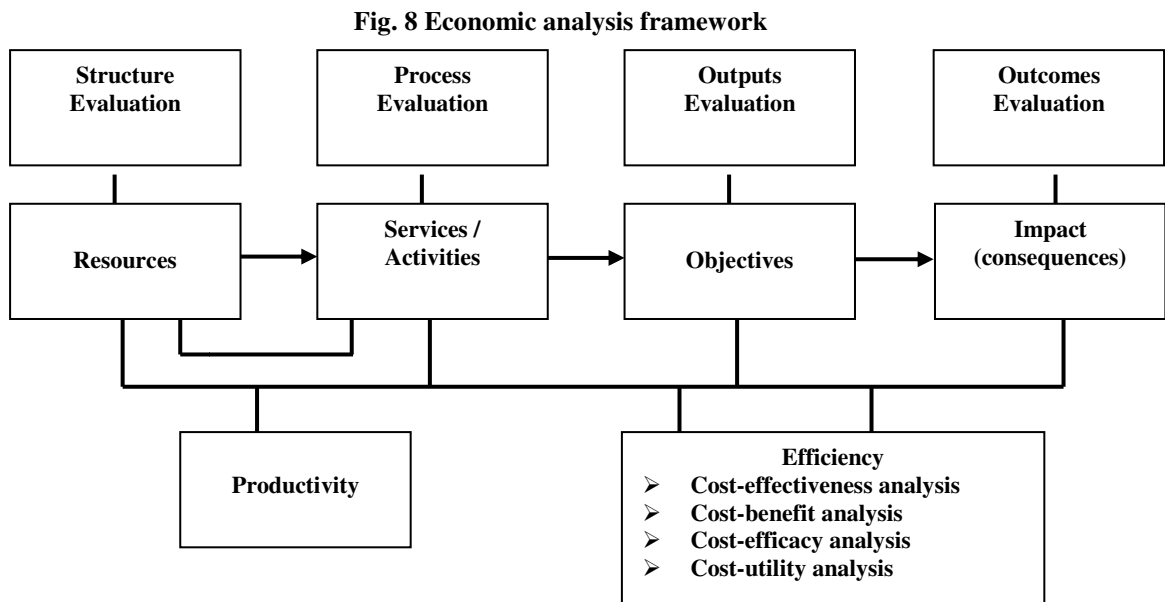 Fig. 8 Economic analysis framework
Structure
Evaluation
Process
Evaluation
Outputs
Evaluation
Outcomes
Evaluation
Resources
Services /
Activities
Objectives
Impact
(consequences)
Productivity
Efficiency
➢ Cost-effectiveness analysis
➢ Cost-benefit analysis
➢ Cost-efficacy analysis
➢ Cost-utility analysis